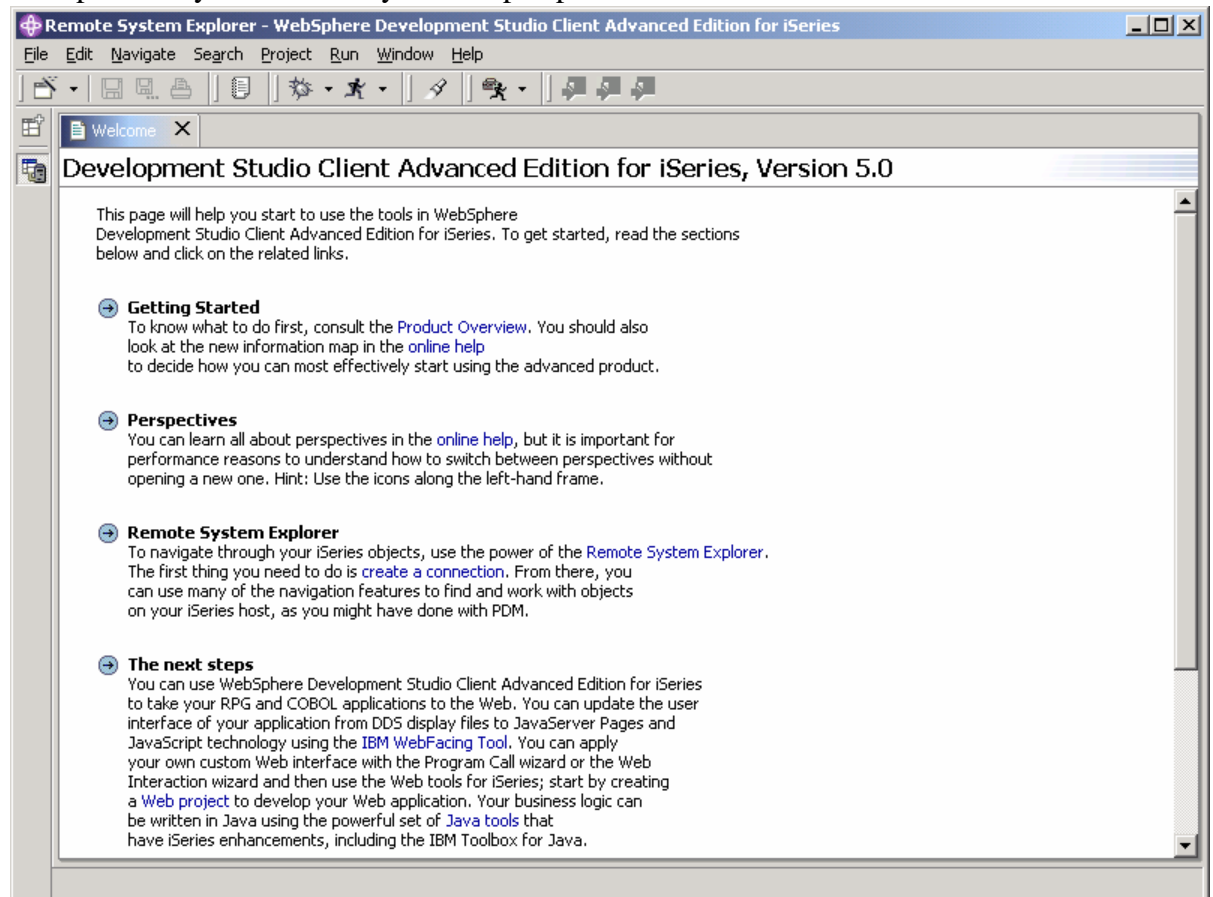 Remote System Explorer - WebSphere Development Studio Client Advanced Edition for iSeries
File Edit Navigate Search Project Run Window Help
Welcome
Development Studio Client Advanced Edition for iSeries, Version 5.0
This page will help you start to use the tools in WebSphere
Development Studio Client Advanced Edition for iSeries. To get started, read the sections
below and click on the related links.
Getting Started
To know what to do first, consult the Product Overview. You should also
look at the new information map in the online help
to decide how you can most effectively start using the advanced product.
Perspectives
You can learn all about perspectives in the online help, but it is important for
performance reasons to understand how to switch between perspectives without
opening a new one. Hint: Use the icons along the left-hand frame.
Remote System Explorer
To navigate through your iSeries objects, use the power of the Remote System Explorer.
The first thing you need to do is create a connection. From there, you
can use many of the navigation features to find and work with objects
on your iSeries host, as you might have done with PDM.
The next steps
You can use WebSphere Development Studio Client Advanced Edition for iSeries
to take your RPG and COBOL applications to the Web. You can update the user
interface of your application from DDS display files to JavaServer Pages and
JavaScript technology using the IBM WebFacing Tool. You can apply
your own custom Web interface with the Program Call wizard or the Web
Interaction wizard and then use the Web tools for iSeries; start by creating
a Web project to develop your Web application. Your business logic can
be written in Java using the powerful set of Java tools that
have iSeries enhancements, including the IBM Toolbox for Java.